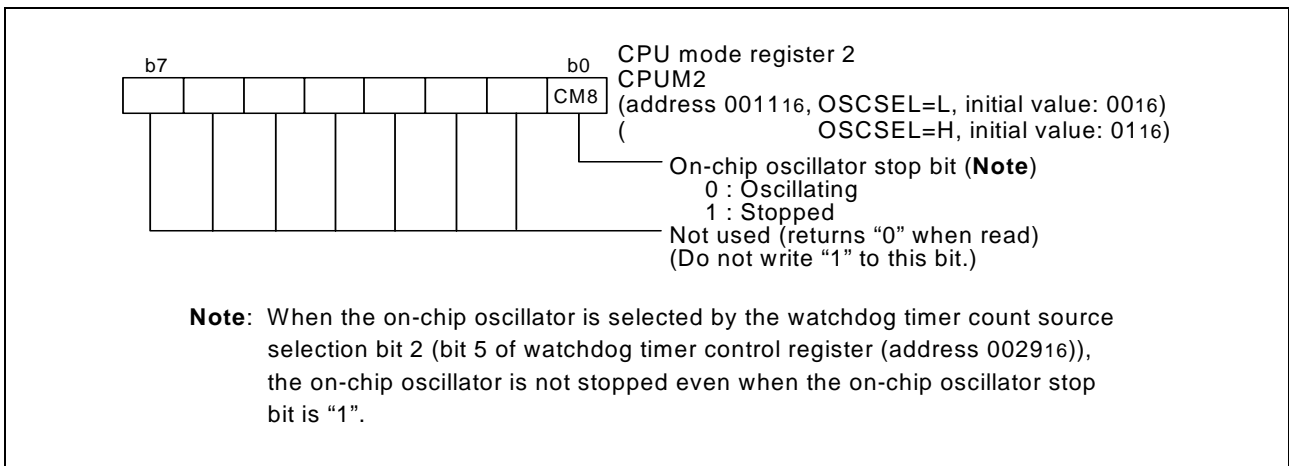 b7 b0 CPU mode register 2
CPUM2
CM8 (address 001116, OSCSEL=L, initial value: 0016)
( OSCSEL=H, initial value: 0116)
On-chip oscillator stop bit (Note)
0 : Oscillating
1 : Stopped
Not used (returns “0” when read)
(Do not write “1” to this bit.)
Note: When the on-chip oscillator is selected by the watchdog timer count source
selection bit 2 (bit 5 of watchdog timer control register (address 002916)),
the on-chip oscillator is not stopped even when the on-chip oscillator stop
bit is “1”.